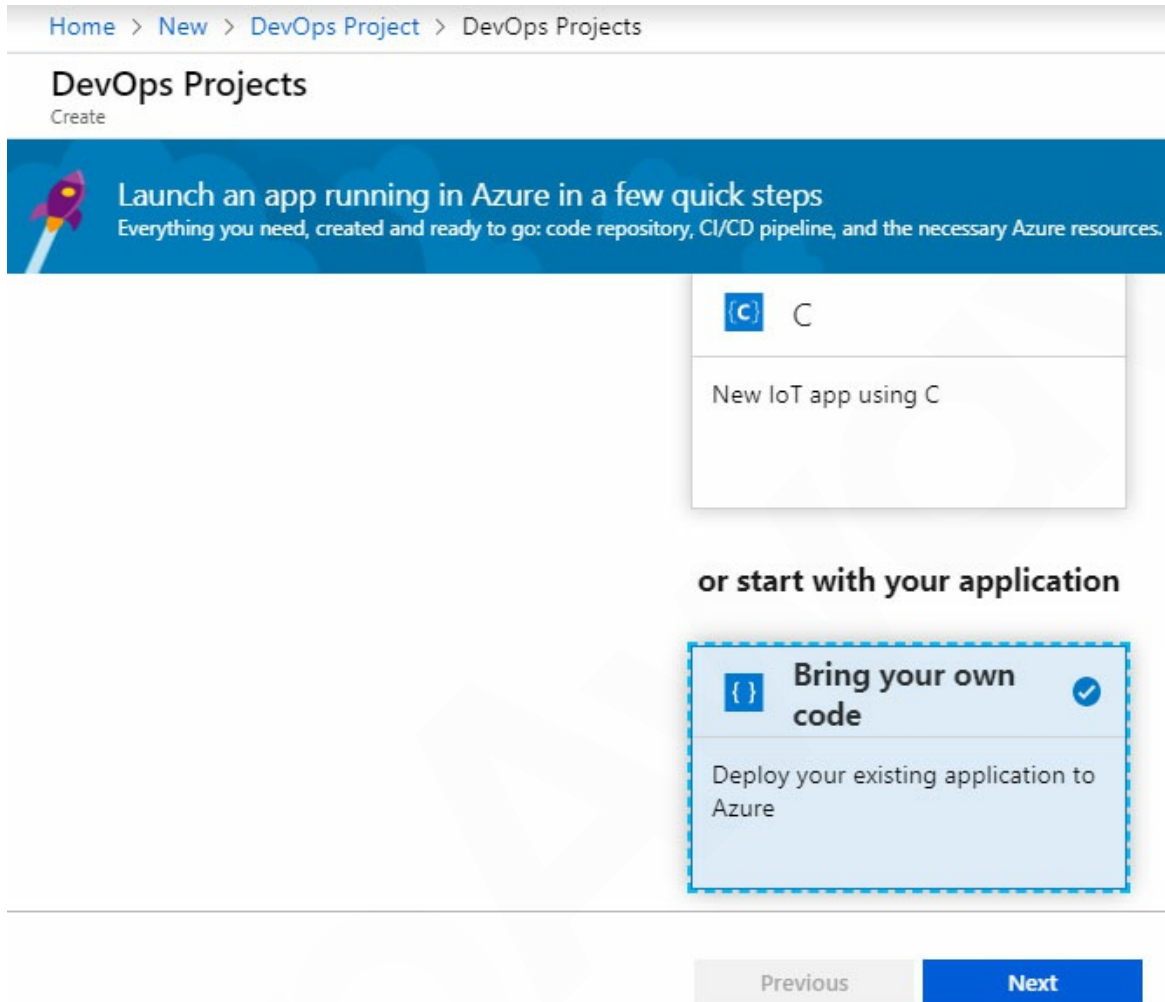 Home > New > DevOps Project > DevOps Projects
DevOps Projects
Create
Launch an app running in Azure in a few quick steps
Everything you need, created and ready to go: code repository, CI/CD pipeline, and the necessary Azure resources.
{c} C
New IoT app using C
or start with your application
{ } Bring your own
code
Deploy your existing application to
Azure
Previous Next